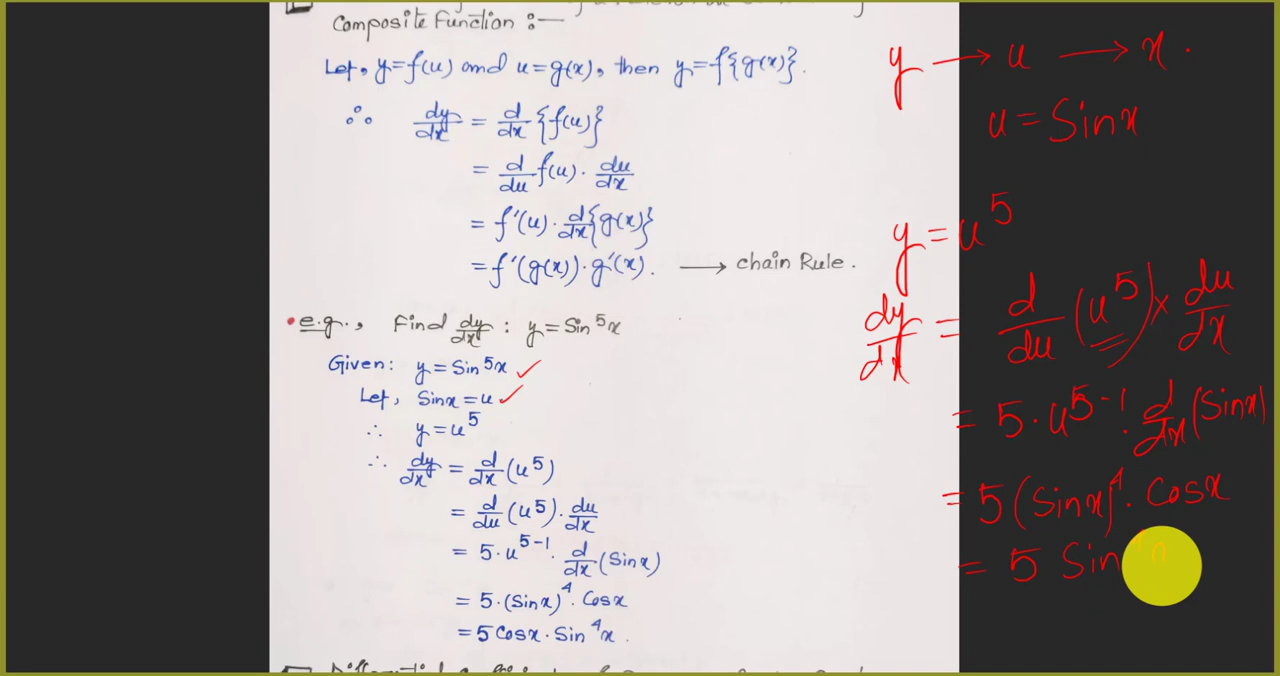 Composite Function :—
Let, y=f(u) and u=g(x), then y=f{g(x)}.
∴ dy/dx = d/dx {f(u)}
= d/du f(u) · du/dx
= f'(u) · d/dx {g(x)}
= f'(g(x)) · g'(x). → chain Rule.
• e.g., Find dy/dx : y=Sin⁵x
Given: y=Sin⁵x ✓
Let, Sinx=u ✓
∴ y=u⁵
∴ dy/dx = d/dx (u⁵)
= d/du (u⁵) · du/dx
= 5·u⁵⁻¹ · d/dx (Sinx)
= 5·(Sinx)⁴ · Cosx
= 5Cosx · Sin⁴x.
y → u → x .
u = Sinx
y = u⁵
dy/dx = d/du (u⁵) × du/dx
= 5·u⁵⁻¹ · d/dx (Sinx)
= 5(Sinx)⁴ · Cosx
= 5 Sin